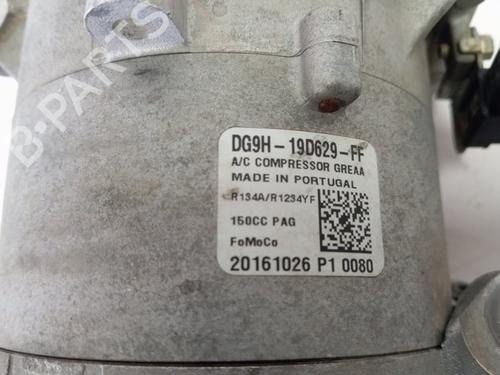 B-PARTS
DG9H-19D629-FF
A/C COMPRESSOR GREAA
MADE IN PORTUGAL
R134A/R1234YF
150CC PAG
FoMoCo
20161026 P1 0080